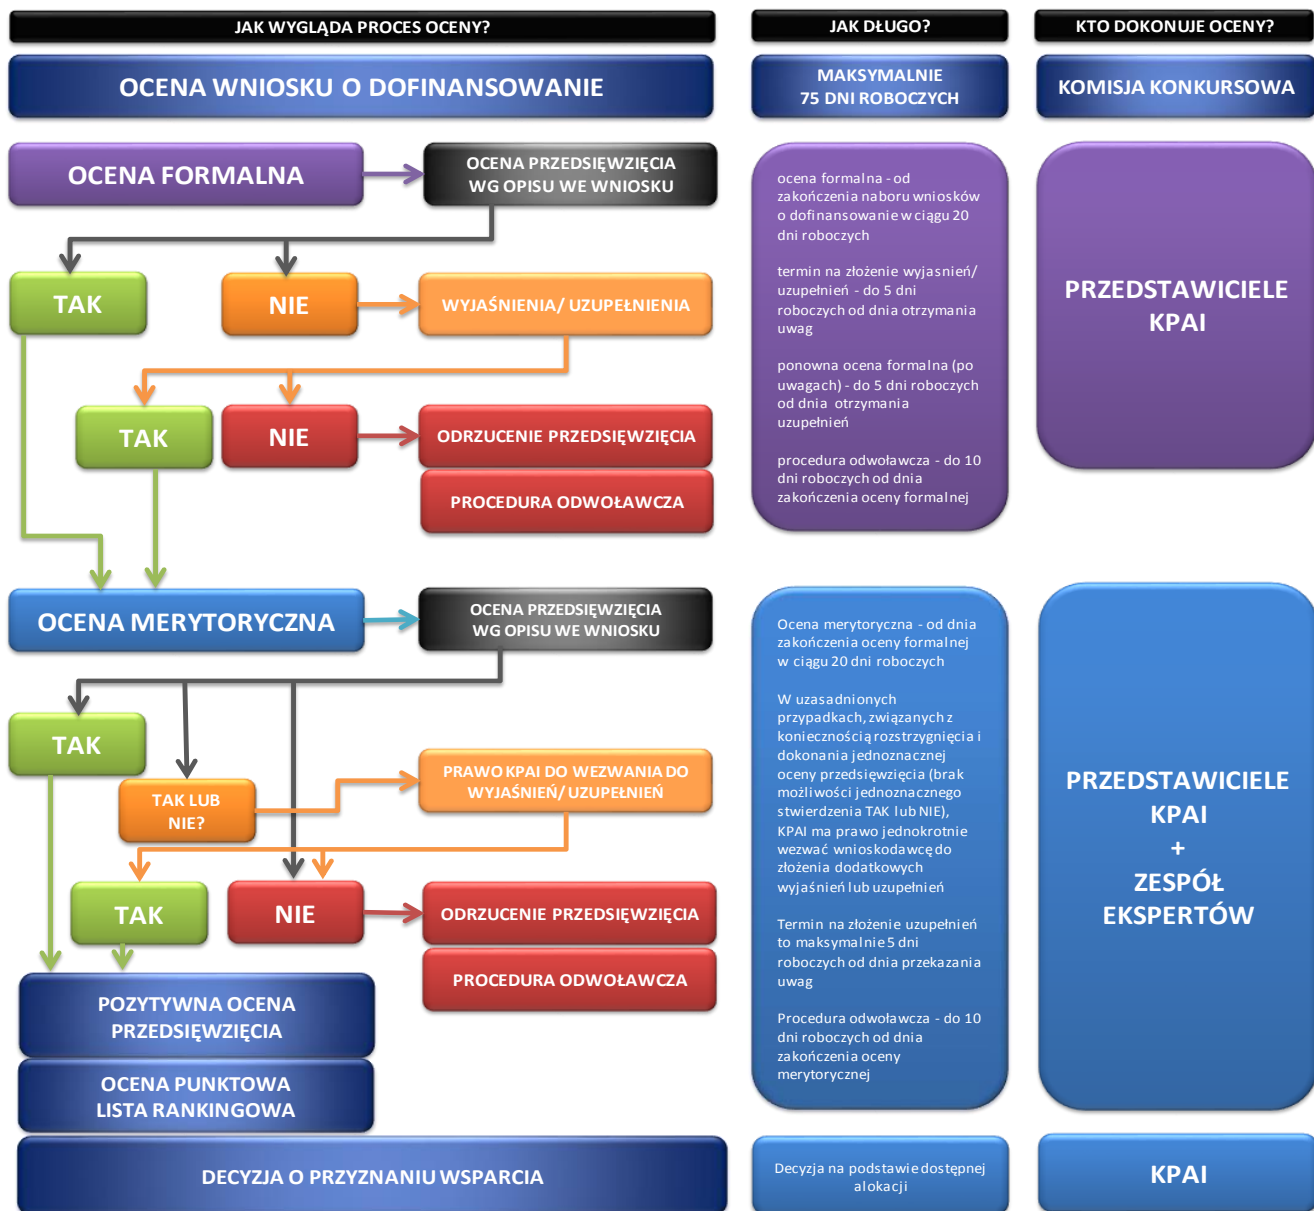 JAK WYGLĄDA PROCES OCENY?
JAK DŁUGO?
KTO DOKONUJE OCENY?
OCENA WNIOSKU O DOFINANSOWANIE
MAKSYMALNIE
75 DNI ROBOCZYCH
KOMISJA KONKURSOWA
OCENA FORMALNA
OCENA PRZEDSIĘWZIĘCIA
WG OPISU WE WNIOSKU
TAK
NIE
WYJAŚNIENIA/ UZUPEŁNIENIA
TAK
NIE
ODRZUCENIE PRZEDSIĘWZIĘCIA
PROCEDURA ODWOŁAWCZA
ocena formalna - od
zakończenia naboru wniosków
o dofinansowanie w ciągu 20
dni roboczych
termin na złożenie wyjasnień/
uzupełnień - do 5 dni
roboczych od dnia otrzymania
uwag
ponowna ocena formalna (po
uwagach) - do 5 dni roboczych
od dnia otrzymania
uzupełnień
procedura odwoławcza - do 10
dni roboczych od dnia
zakończenia oceny formalnej
PRZEDSTAWICIELE
KPAI
OCENA MERYTORYCZNA
OCENA PRZEDSIĘWZIĘCIA
WG OPISU WE WNIOSKU
TAK
TAK LUB
NIE?
PRAWO KPAI DO WEZWANIA DO
WYJAŚNIEŃ/ UZUPEŁNIEŃ
TAK
NIE
ODRZUCENIE PRZEDSIĘWZIĘCIA
PROCEDURA ODWOŁAWCZA
POZYTYWNA OCENA
PRZEDSIĘWZIĘCIA
OCENA PUNKTOWA
LISTA RANKINGOWA
Ocena merytoryczna - od dnia
zakończenia oceny formalnej
w ciągu 20 dni roboczych
W uzasadnionych
przypadkach, związanych z
koniecznością rozstrzygnięcia i
dokonania jednoznacznej
oceny przedsięwzięcia (brak
możliwości jednoznacznego
stwierdzenia TAK lub NIE),
KPAI ma prawo jednokrotnie
wezwać wnioskodawcę do
złożenia dodatkowych
wyjaśnień lub uzupełnień
Termin na złożenie uzupełnień
to maksymalnie 5 dni
roboczych od dnia przekazania
uwag
Procedura odwoławcza - do 10
dni roboczych od dnia
zakończenia oceny
merytorycznej
PRZEDSTAWICIELE
KPAI
+
ZESPÓŁ
EKSPERTÓW
DECYZJA O PRZYZNANIU WSPARCIA
Decyzja na podstawie dostępnej
alokacji
KPAI